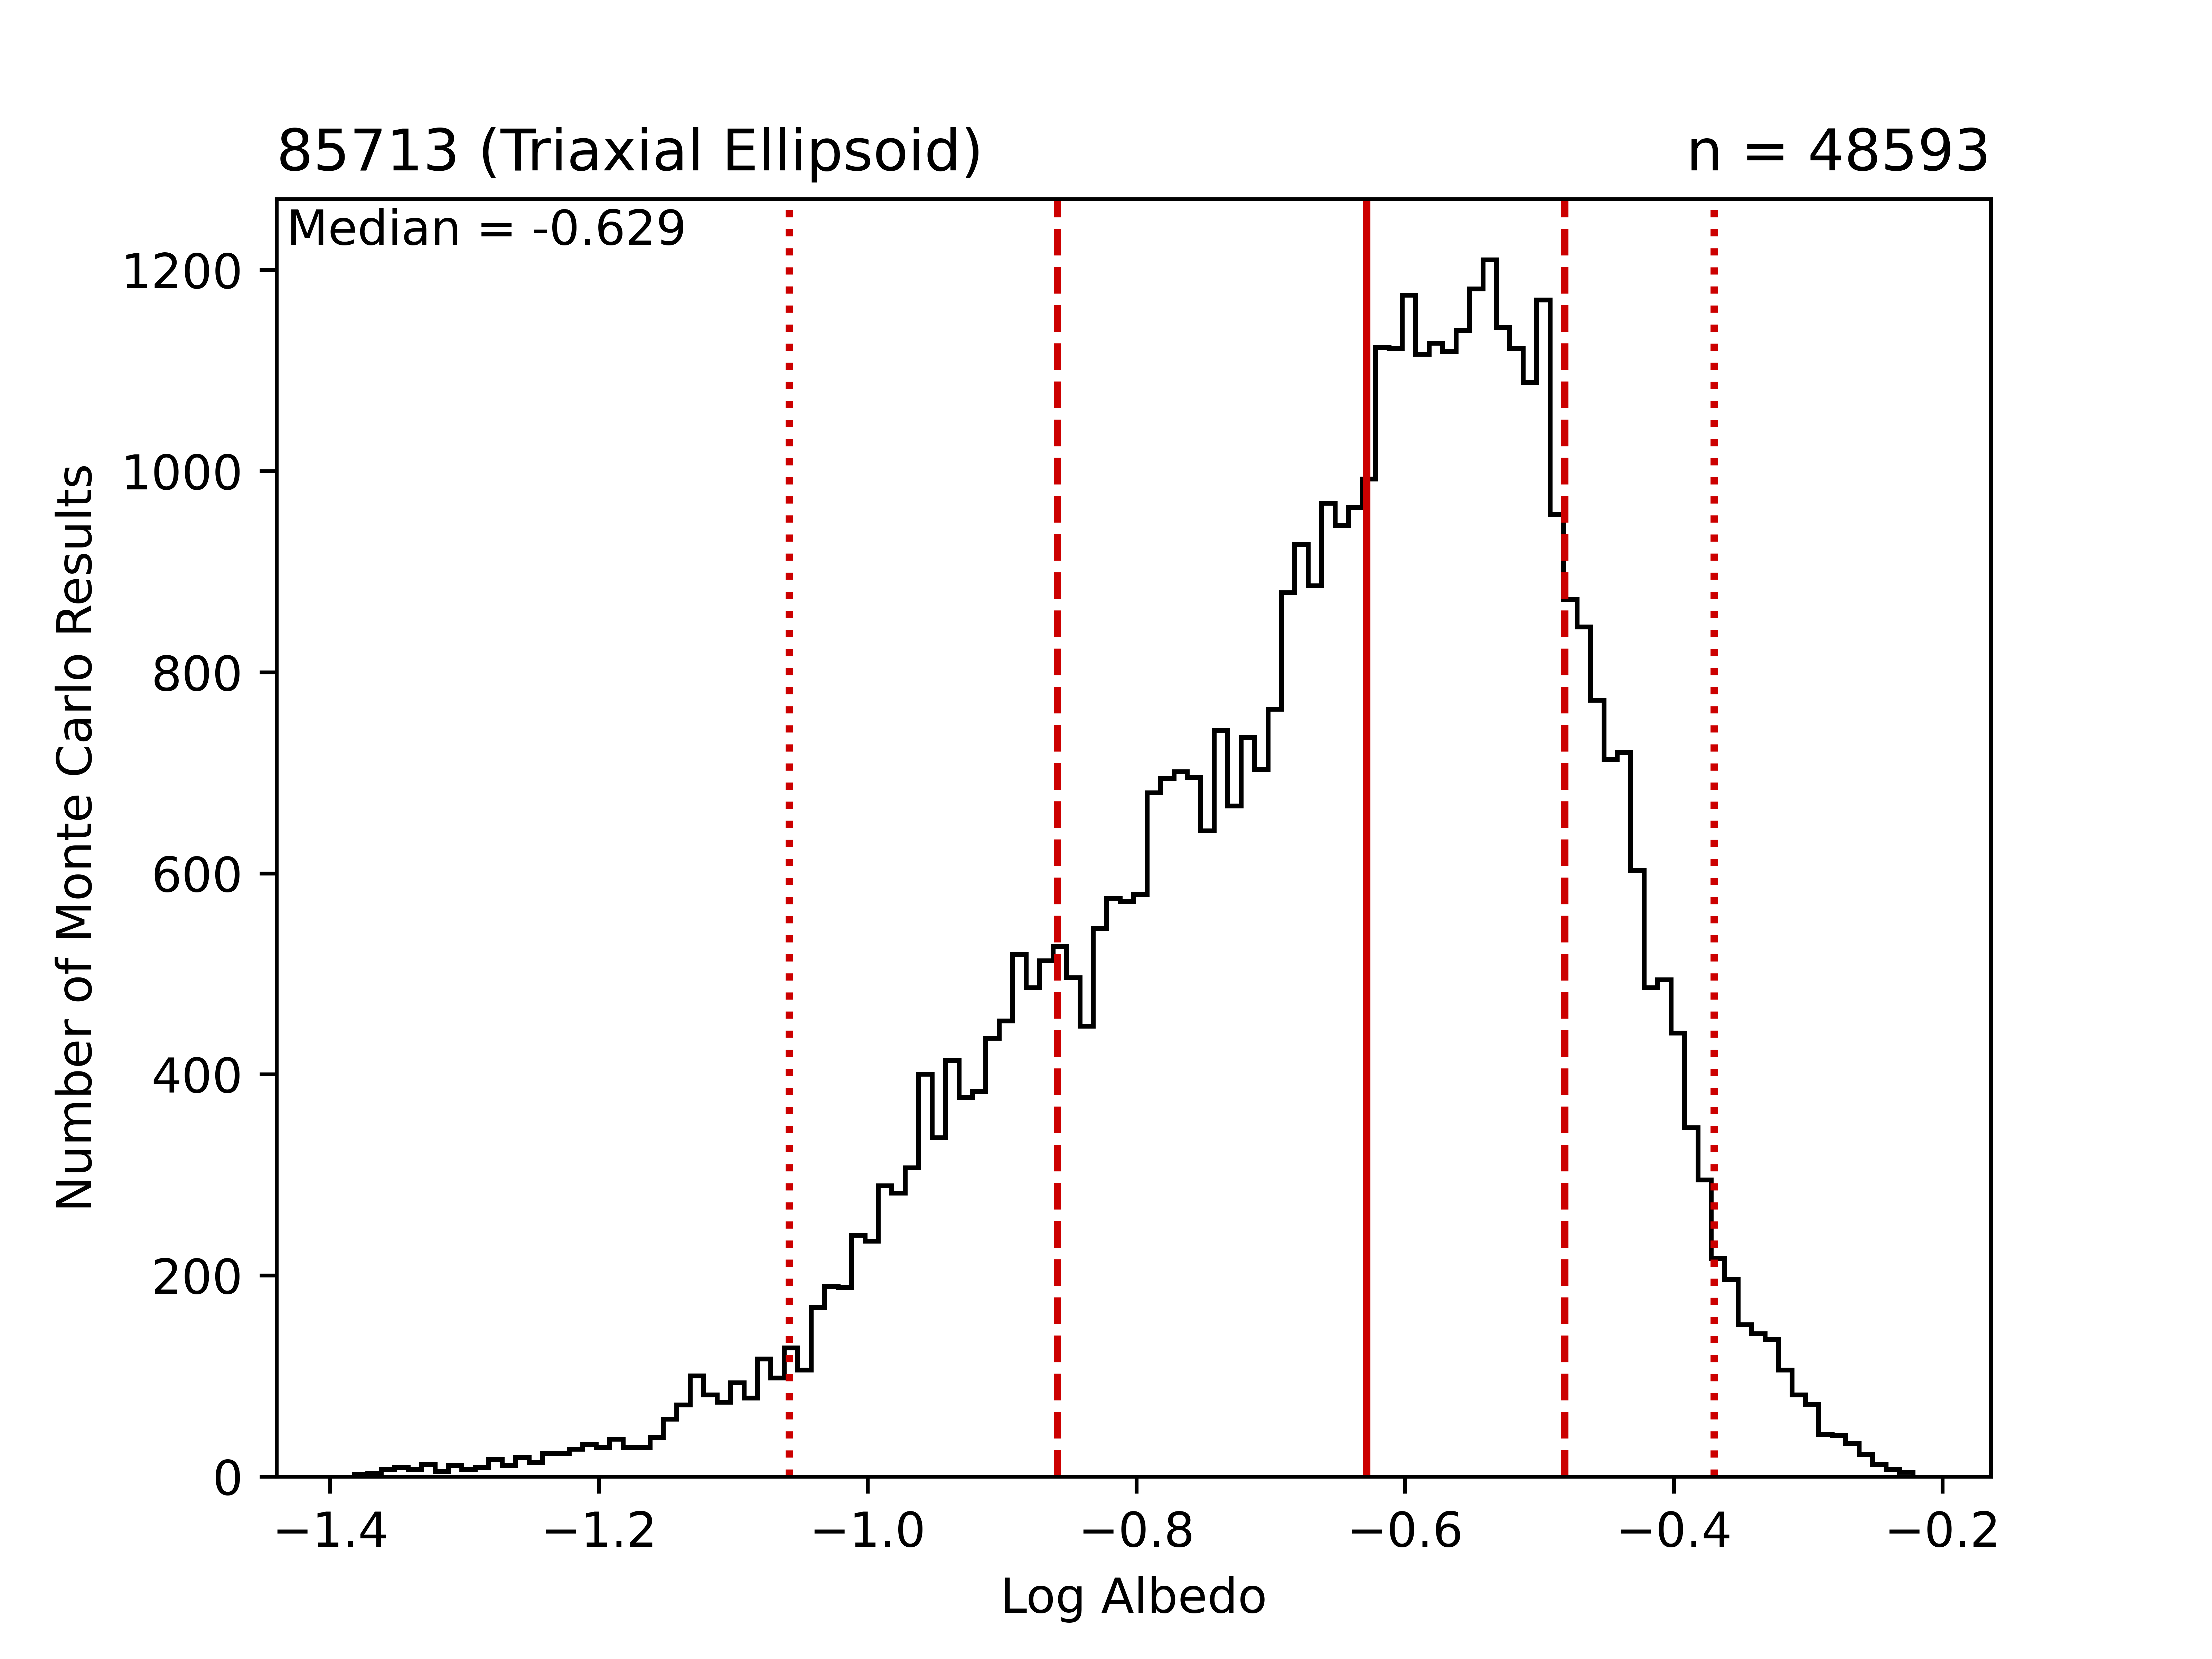 85713 (Triaxial Ellipsoid)
n = 48593
Median = -0.629
Number of Monte Carlo Results
1200
1000
800
600
400
200
0
−1.4 −1.2 −1.0 −0.8 −0.6 −0.4 −0.2
Log Albedo